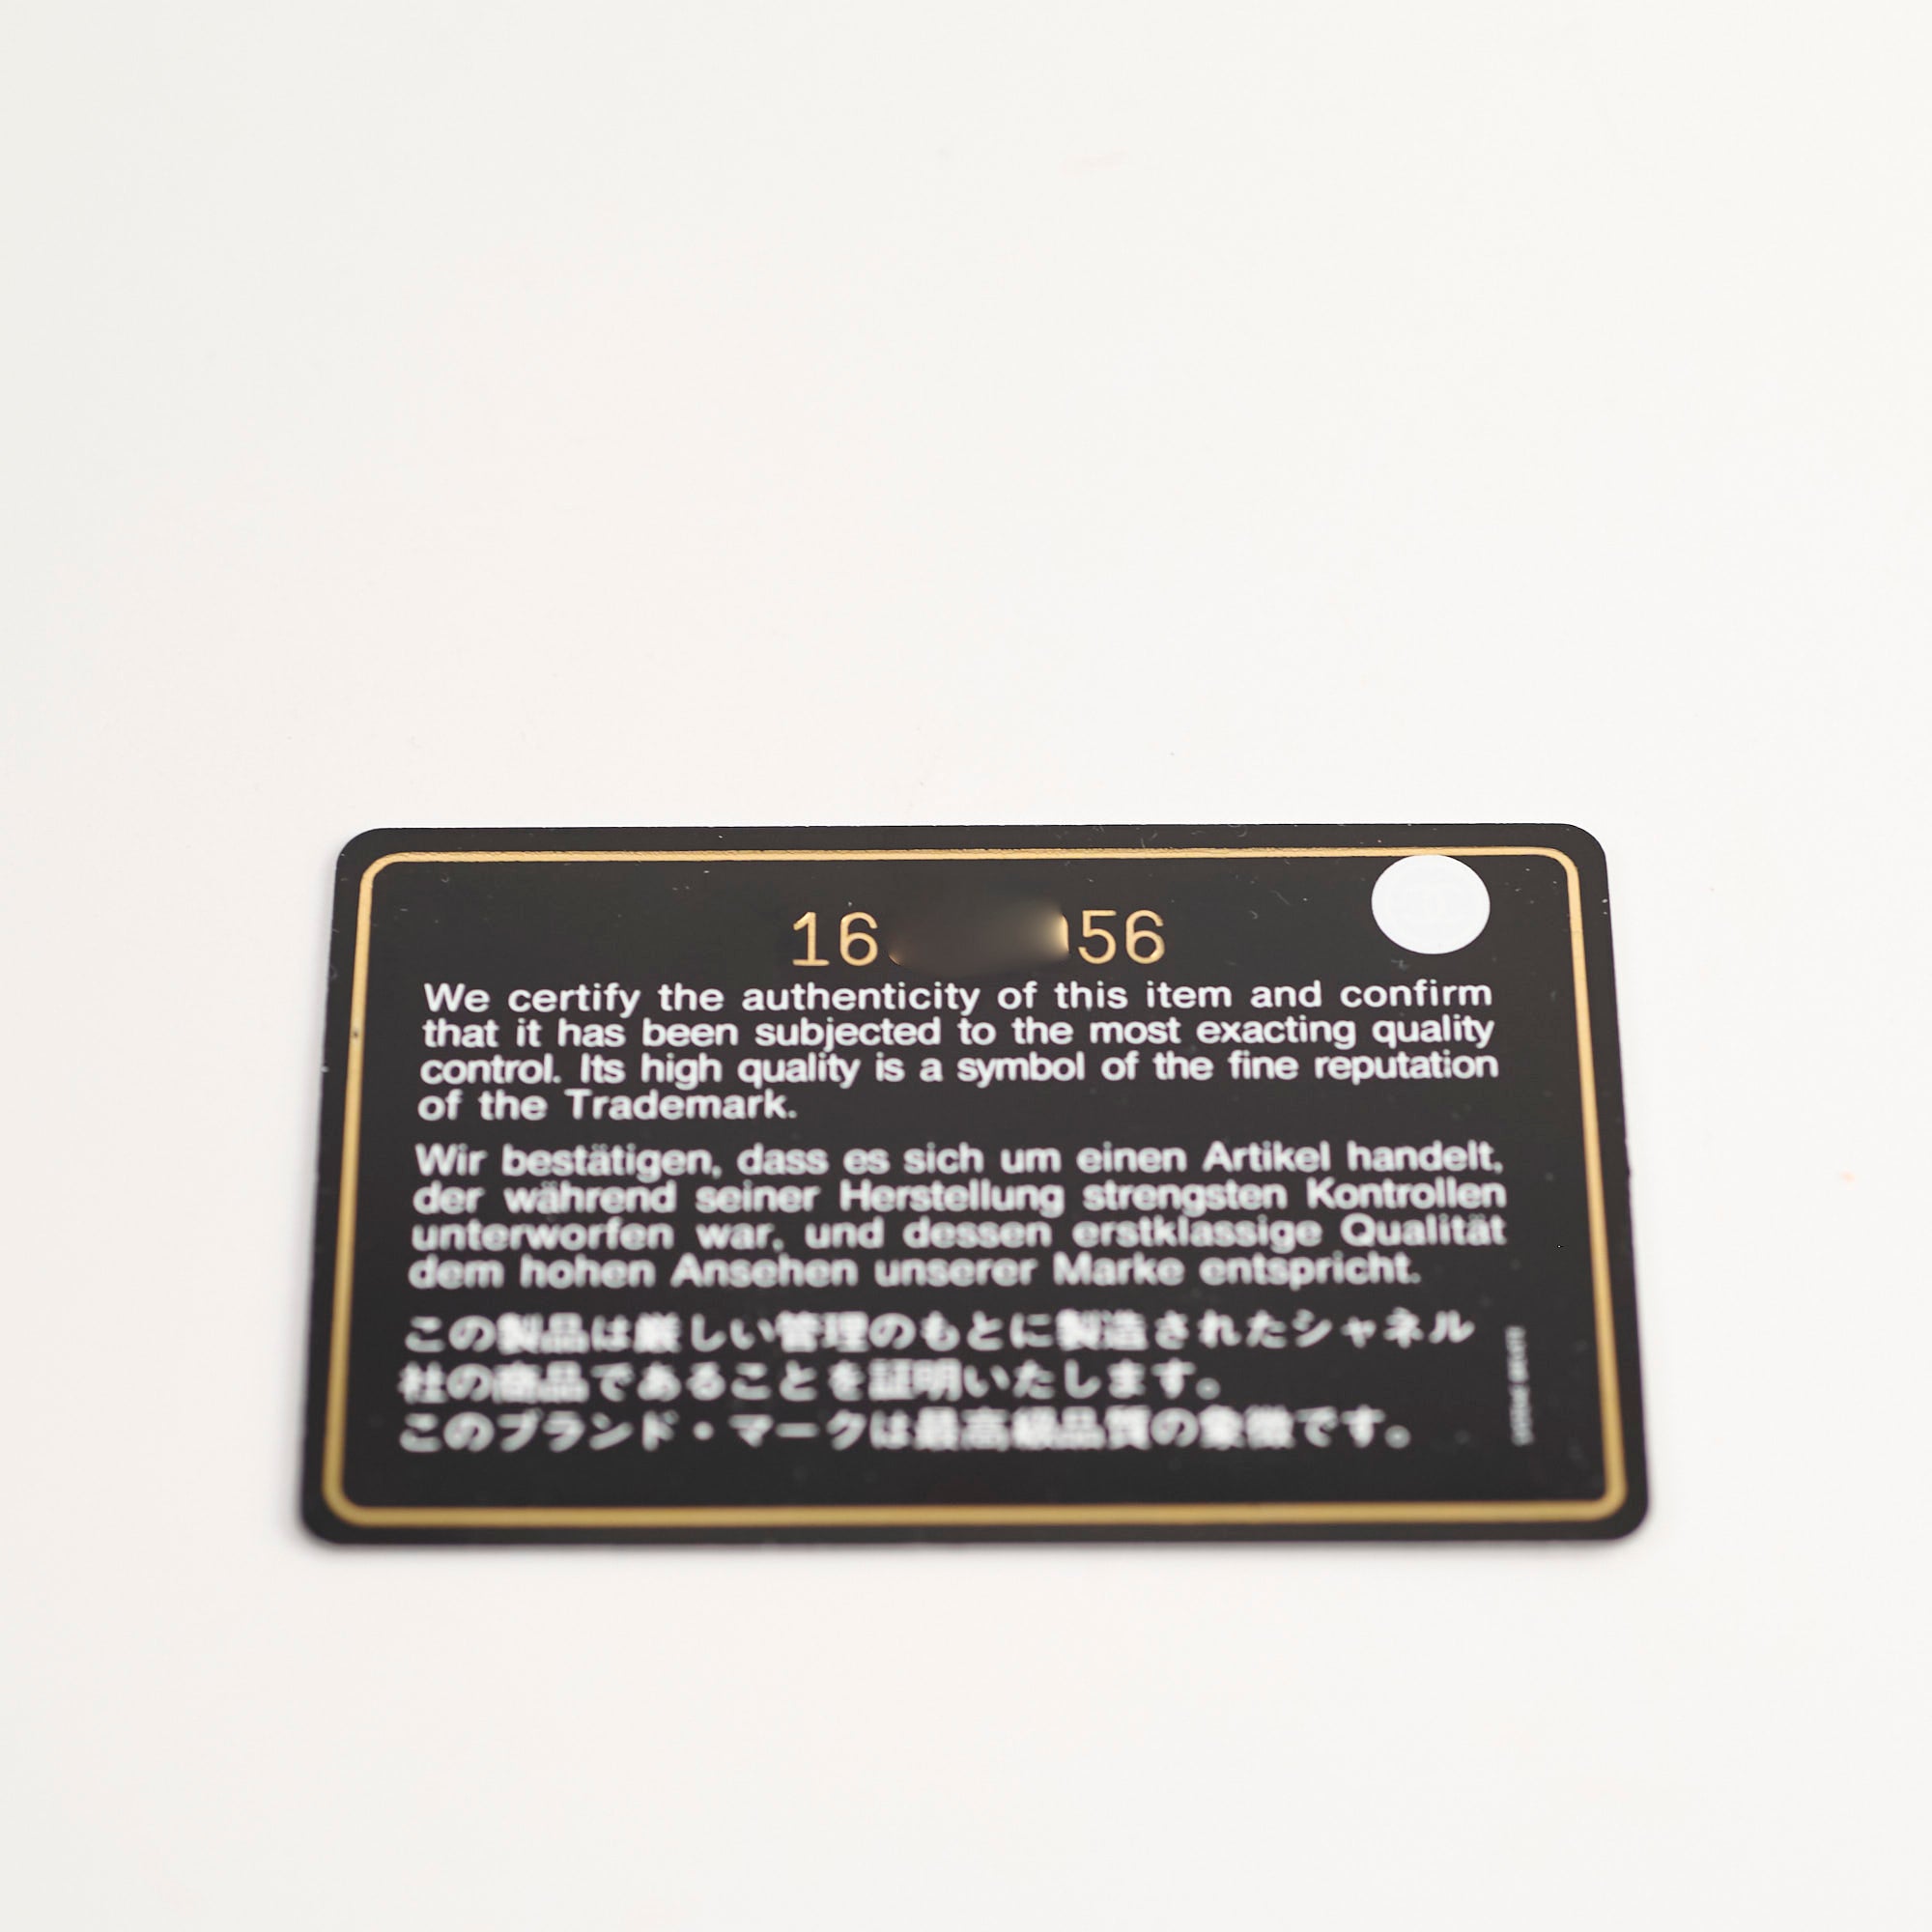 16 56
We certify the authenticity of this item and confirm
that it has been subjected to the most exacting quality
control. Its high quality is a symbol of the fine reputation
of the Trademark.
Wir bestätigen, dass es sich um einen Artikel handelt,
der während seiner Herstellung strengsten Kontrollen
unterworfen war, und dessen erstklassige Qualität
dem hohen Ansehen unserer Marke entspricht.
この製品は厳しい管理のもとに製造されたシャネル
社の商品であることを証明いたします。
このブランド・マークは最高級品質の象徴です。